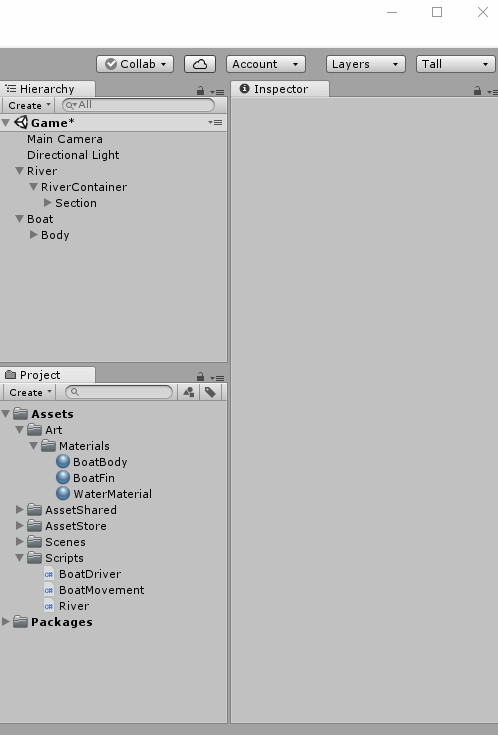 Collab Account Layers Tall
Hierarchy
Create All
Game*
Main Camera
Directional Light
River
RiverContainer
Section
Boat
Body
Inspector
Project
Create
Assets
Art
Materials
BoatBody
BoatFin
WaterMaterial
AssetShared
AssetStore
Scenes
Scripts
C# BoatDriver
C# BoatMovement
C# River
Packages